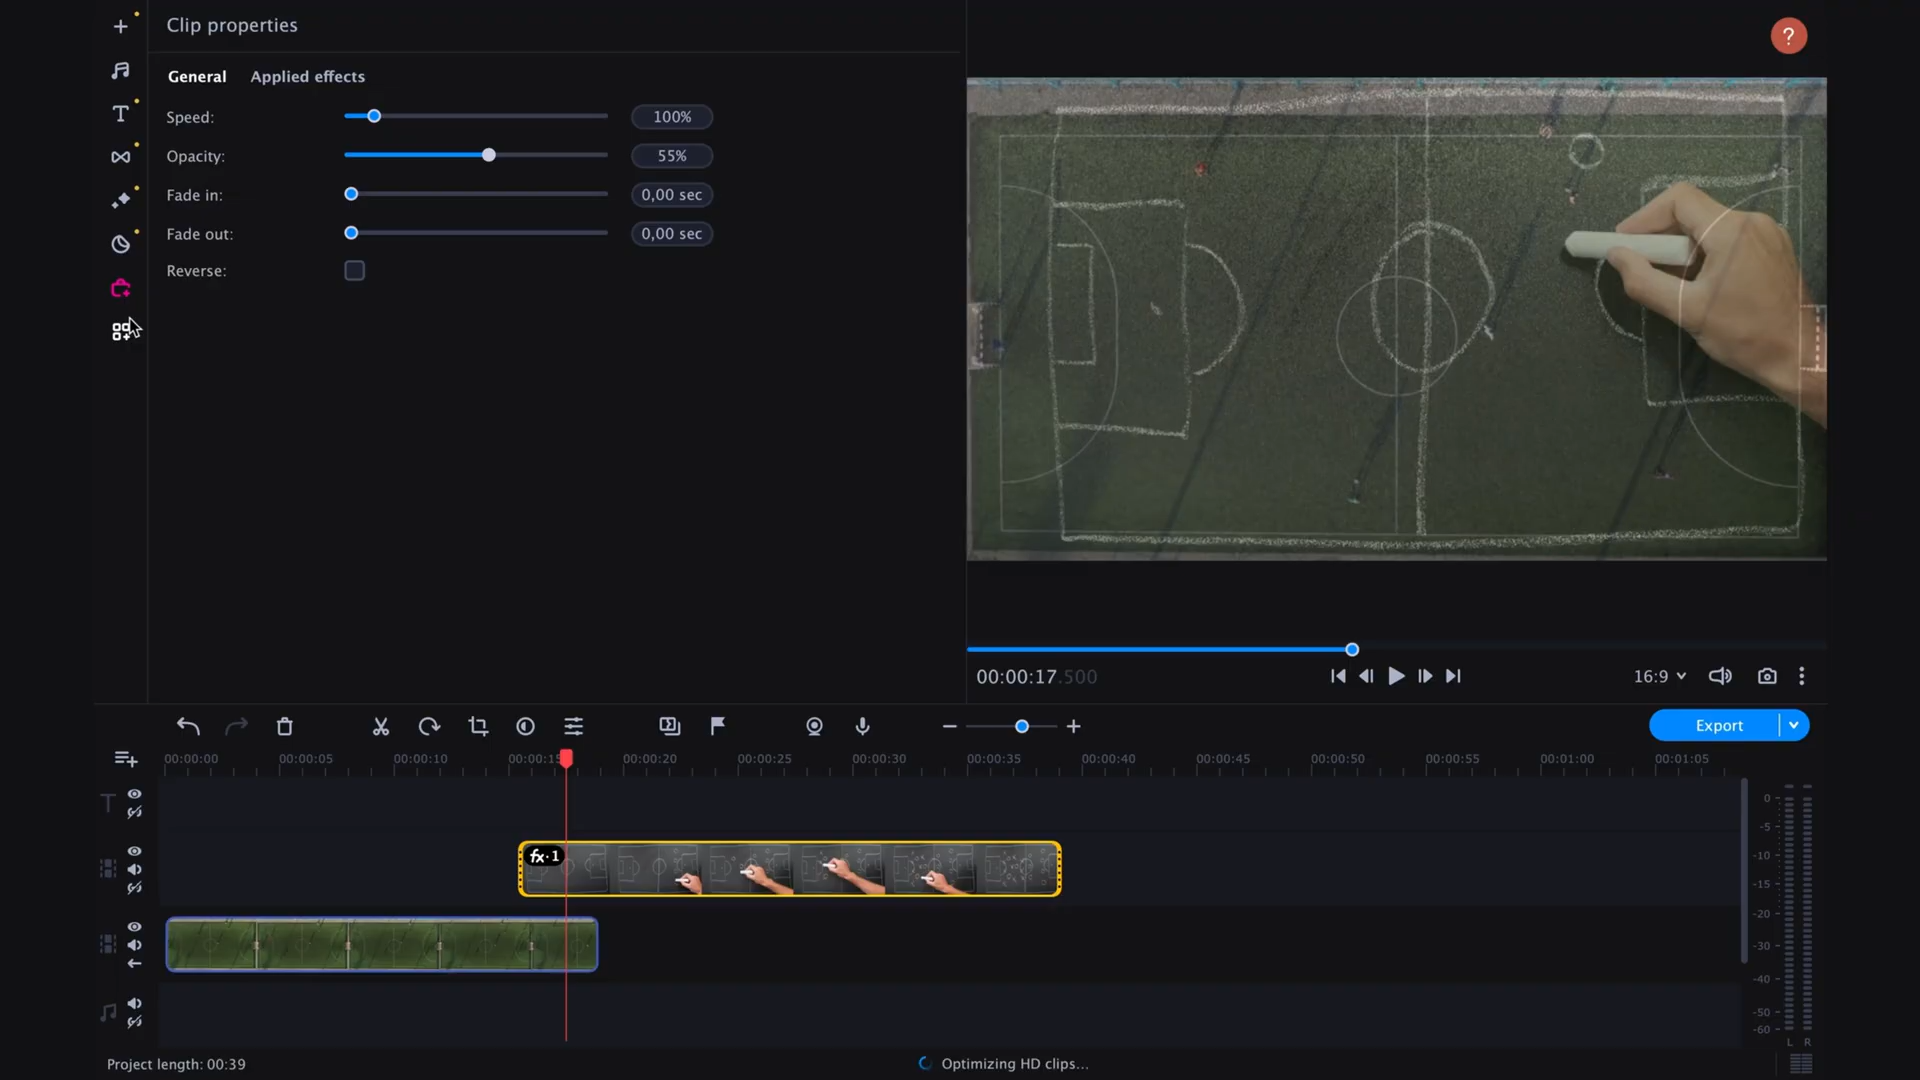 Clip properties
?
General Applied effects
Speed: 100%
Opacity: 55%
Fade in: 0,00 sec
Fade out: 0,00 sec
Reverse:
00:00:17.500
16:9
Export
00:00:00 00:00:05 00:00:10 00:00:15 00:00:20 00:00:25 00:00:30 00:00:35 00:00:40 00:00:45 00:00:50 00:00:55 00:01:00 00:01:05
0
-5
fx·1
-10
-15
-20
-30
-40
-50
-60
L R
Project length: 00:39
Optimizing HD clips...